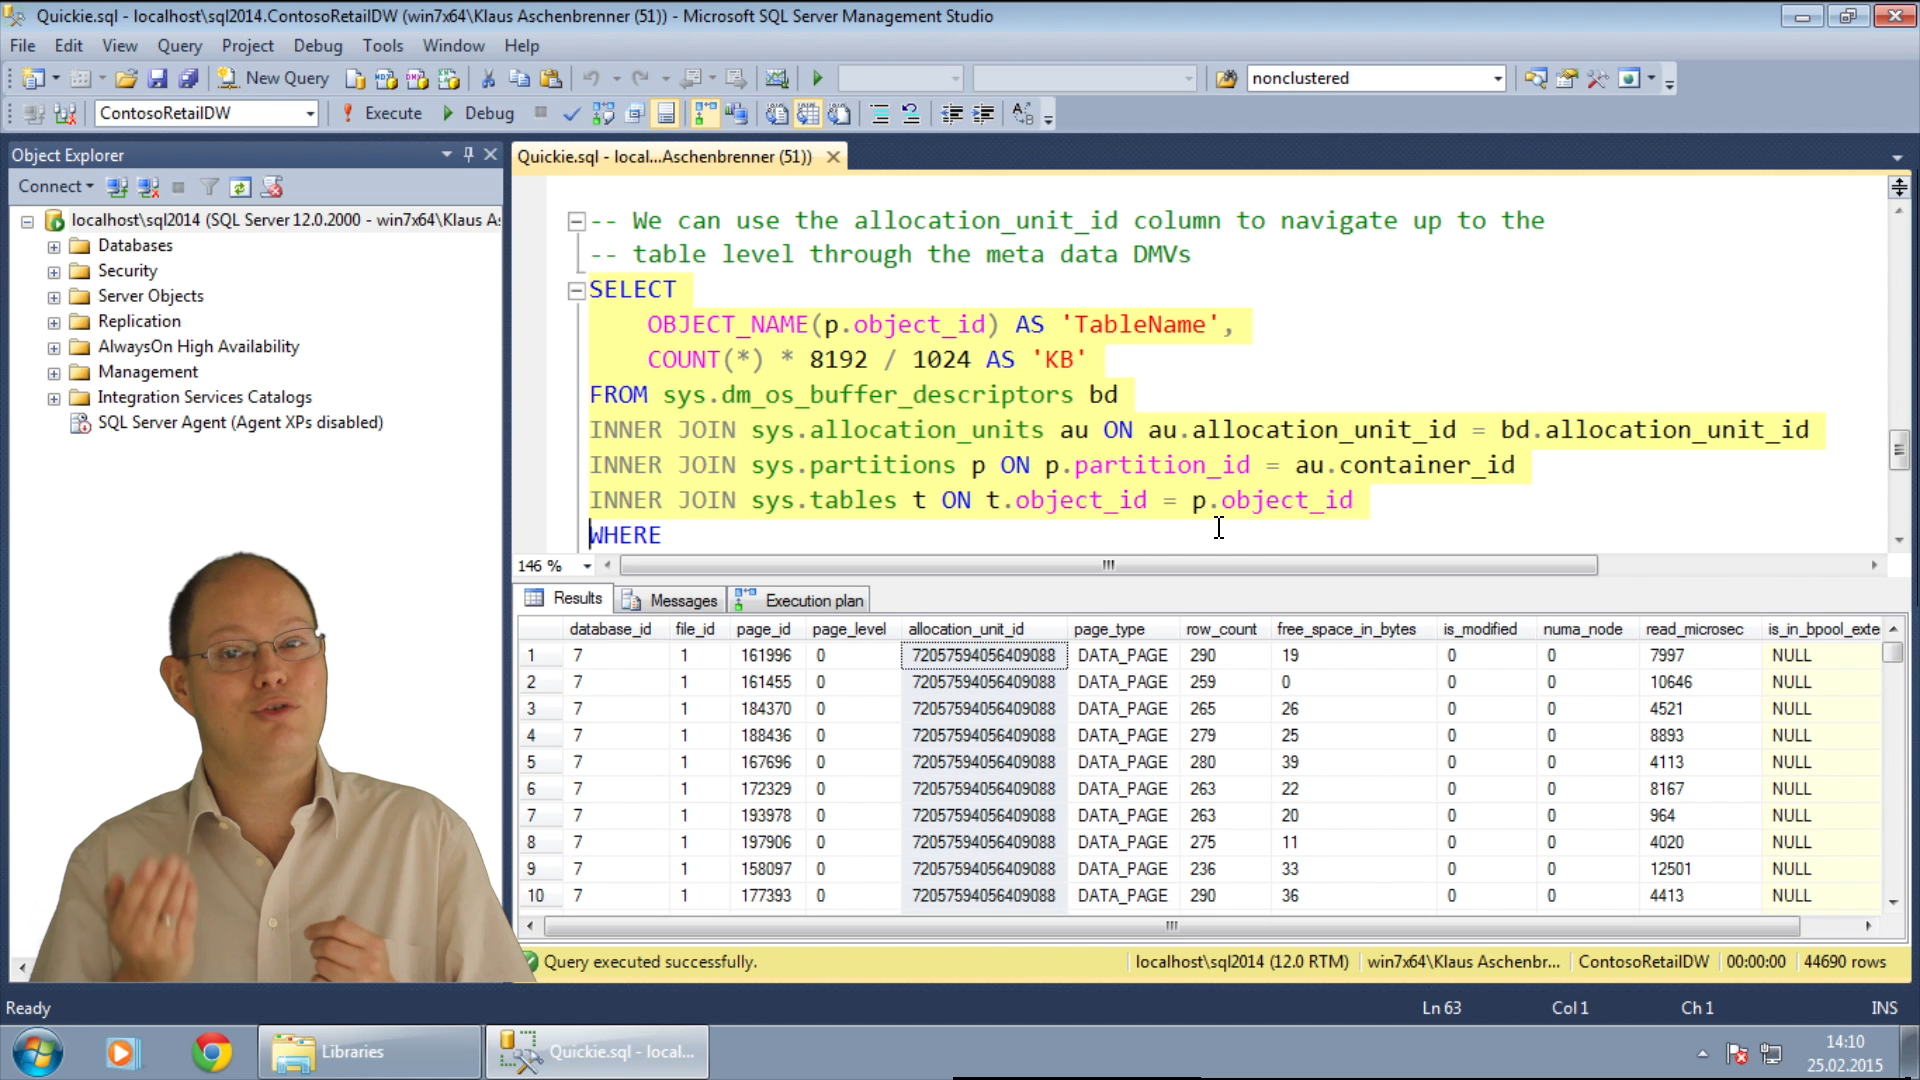 Quickie.sql - localhost\sql2014.ContosoRetailDW (win7x64\Klaus Aschenbrenner (51)) - Microsoft SQL Server Management Studio
File Edit View Query Project Debug Tools Window Help
New Query nonclustered
ContosoRetailDW Execute Debug
Object Explorer
Connect
localhost\sql2014 (SQL Server 12.0.2000 - win7x64\Klaus A
Databases
Security
Server Objects
Replication
AlwaysOn High Availability
Management
Integration Services Catalogs
SQL Server Agent (Agent XPs disabled)
Quickie.sql - local...Aschenbrenner (51))
-- We can use the allocation_unit_id column to navigate up to the
-- table level through the meta data DMVs
SELECT
OBJECT_NAME(p.object_id) AS 'TableName',
COUNT(*) * 8192 / 1024 AS 'KB'
FROM sys.dm_os_buffer_descriptors bd
INNER JOIN sys.allocation_units au ON au.allocation_unit_id = bd.allocation_unit_id
INNER JOIN sys.partitions p ON p.partition_id = au.container_id
INNER JOIN sys.tables t ON t.object_id = p.object_id
WHERE
146 %
Results Messages Execution plan
database_id file_id page_id page_level allocation_unit_id page_type row_count free_space_in_bytes is_modified numa_node read_microsec is_in_bpool_exte
1 7 1 161996 0 72057594056409088 DATA_PAGE 290 19 0 0 7997 NULL
2 7 1 161455 0 72057594056409088 DATA_PAGE 259 0 0 0 10646 NULL
3 7 1 184370 0 72057594056409088 DATA_PAGE 265 26 0 0 4521 NULL
4 7 1 188436 0 72057594056409088 DATA_PAGE 279 25 0 0 8893 NULL
5 7 1 167696 0 72057594056409088 DATA_PAGE 280 39 0 0 4113 NULL
6 7 1 172329 0 72057594056409088 DATA_PAGE 263 22 0 0 8167 NULL
7 7 1 193978 0 72057594056409088 DATA_PAGE 263 20 0 0 964 NULL
8 7 1 197906 0 72057594056409088 DATA_PAGE 275 11 0 0 4020 NULL
9 7 1 158097 0 72057594056409088 DATA_PAGE 236 33 0 0 12501 NULL
10 7 1 177393 0 72057594056409088 DATA_PAGE 290 36 0 0 4413 NULL
Query executed successfully. localhost\sql2014 (12.0 RTM) win7x64\Klaus Aschenbr... ContosoRetailDW 00:00:00 44690 rows
Ready Ln 63 Col 1 Ch 1 INS
Libraries Quickie.sql - local... 14:10
25.02.2015